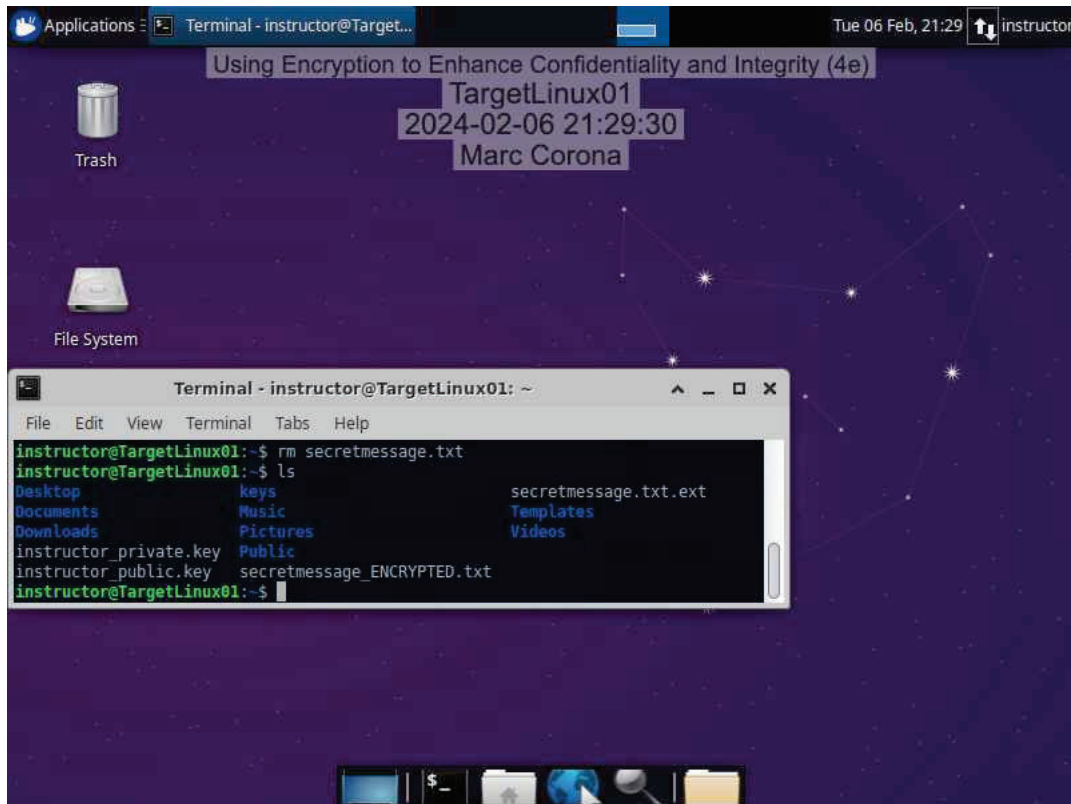 Applications
Terminal - instructor@Target...
Tue 06 Feb, 21:29
instructor
Using Encryption to Enhance Confidentiality and Integrity (4e)
TargetLinux01
2024-02-06 21:29:30
Marc Corona
Trash
File System
Terminal - instructor@TargetLinux01: ~
File Edit View Terminal Tabs Help
instructor@TargetLinux01:~$ rm secretmessage.txt
instructor@TargetLinux01:~$ ls
Desktop keys secretmessage.txt.ext
Documents Music Templates
Downloads Pictures Videos
instructor_private.key Public
instructor_public.key secretmessage_ENCRYPTED.txt
instructor@TargetLinux01:~$
$_